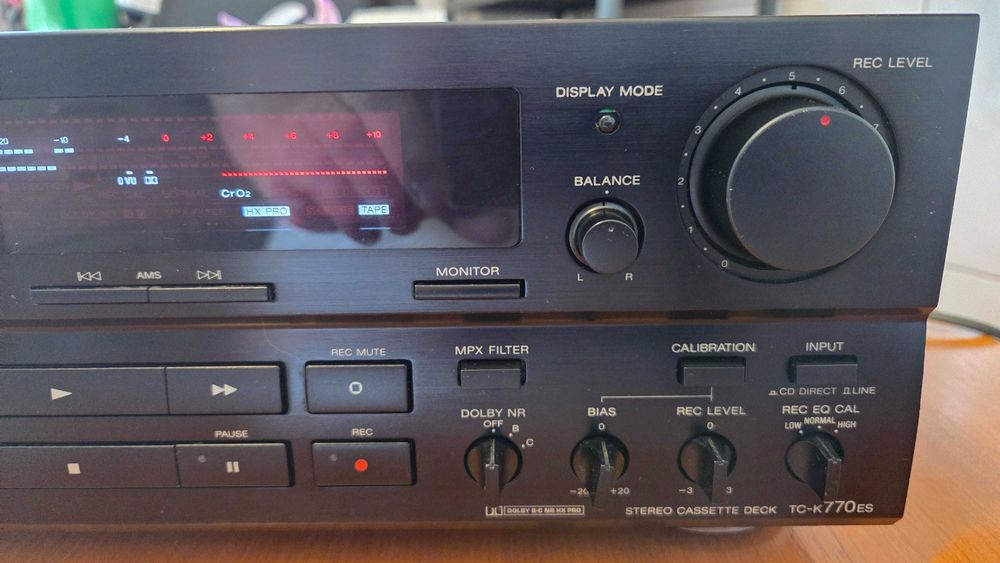 REC LEVEL
DISPLAY MODE
20 -10 -4 0 +2 +4 +6 +8 +10
0 VU
CrO2
HX PRO TAPE
BALANCE
L R
0 1 2 3 4 5 6 7
AMS
MONITOR
REC MUTE
MPX FILTER
CALIBRATION
INPUT
CD DIRECT LINE
DOLBY NR
OFF B C
BIAS
0
-20 +20
REC LEVEL
0
-3 3
REC EQ CAL
LOW NORMAL HIGH
PAUSE
REC
DOLBY B-C NR HX PRO
STEREO CASSETTE DECK TC-K770ES